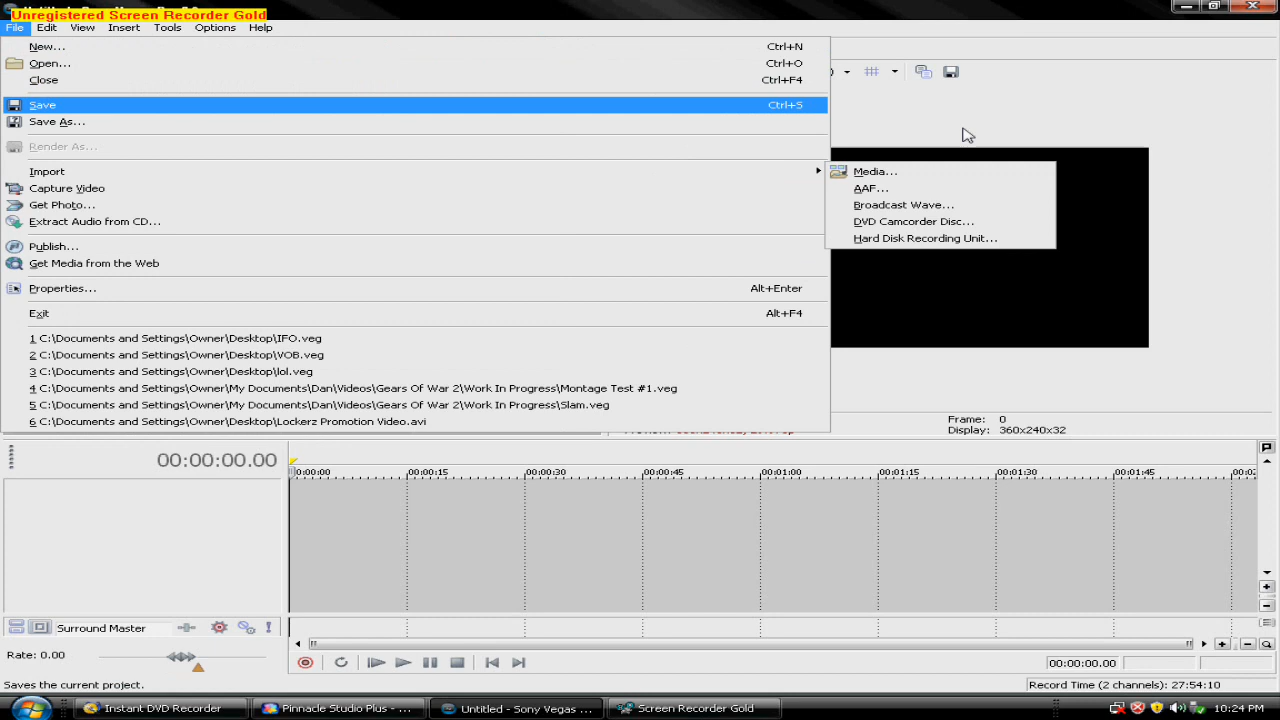 Unregistered Screen Recorder Gold
File Edit View Insert Tools Options Help
New... Ctrl+N
Open... Ctrl+O
Close Ctrl+F4
Save Ctrl+S
Save As...
Render As...
Import
Capture Video
Get Photo...
Extract Audio from CD...
Publish...
Get Media from the Web
Properties... Alt+Enter
Exit Alt+F4
1 C:\Documents and Settings\Owner\Desktop\IFO.veg
2 C:\Documents and Settings\Owner\Desktop\VOB.veg
3 C:\Documents and Settings\Owner\Desktop\lol.veg
4 C:\Documents and Settings\Owner\My Documents\Dan\Videos\Gears Of War 2\Work In Progress\Montage Test #1.veg
5 C:\Documents and Settings\Owner\My Documents\Dan\Videos\Gears Of War 2\Work In Progress\Slam.veg
6 C:\Documents and Settings\Owner\Desktop\Lockerz Promotion Video.avi
Media...
AAF...
Broadcast Wave...
DVD Camcorder Disc...
Hard Disk Recording Unit...
Frame: 0
Display: 360x240x32
00:00:00.00
0:00:00 00:00:15 00:00:30 00:00:45 00:01:00 00:01:15 00:01:30 00:01:45
Surround Master
Rate: 0.00
00:00:00.00
Saves the current project.
Record Time (2 channels): 27:54:10
Instant DVD Recorder
Pinnacle Studio Plus - ...
Untitled - Sony Vegas ...
Screen Recorder Gold
10:24 PM